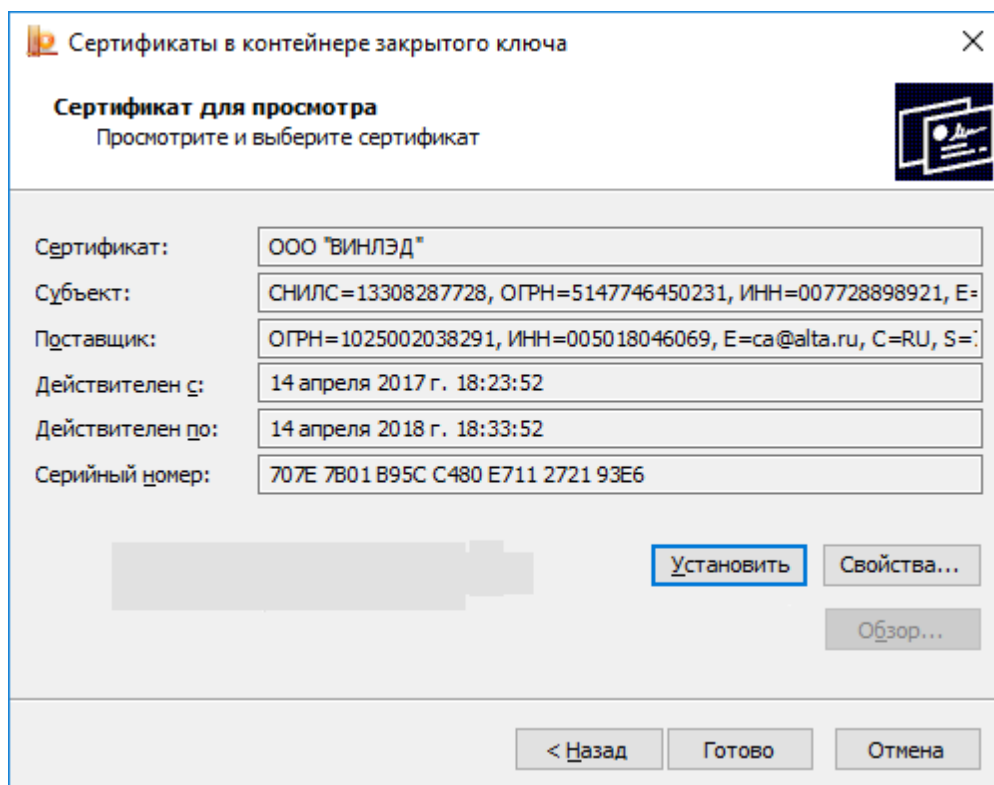 Сертификаты в контейнере закрытого ключа
Сертификат для просмотра
Просмотрите и выберите сертификат
Сертификат: ООО "ВИНЛЭД"
Субъект: СНИЛС=13308287728, ОГРН=5147746450231, ИНН=007728898921, E=
Поставщик: ОГРН=1025002038291, ИНН=005018046069, E=ca@alta.ru, C=RU, S=
Действителен с: 14 апреля 2017 г. 18:23:52
Действителен по: 14 апреля 2018 г. 18:33:52
Серийный номер: 707E 7B01 B95C C480 E711 2721 93E6
Установить Свойства...
Обзор...
< Назад Готово Отмена